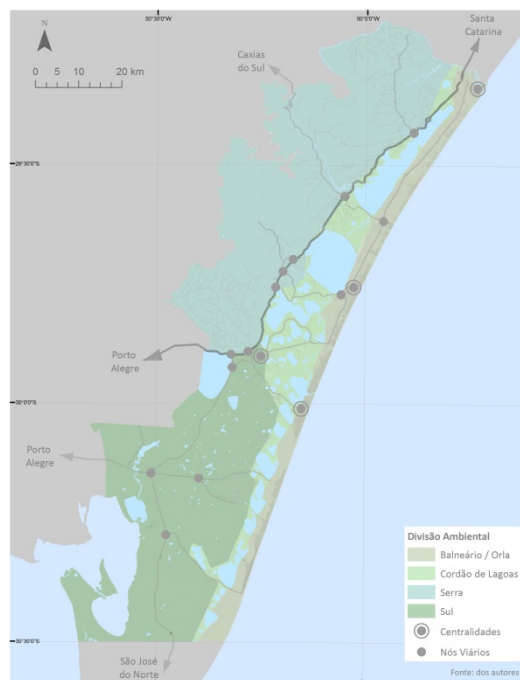 50°30'0"W
50°0'0"W
N
Santa
Catarina
Caxias
do Sul
0 5 10 20 km
29°30'0"S
Porto
Alegre
30°0'0"S
Porto
Alegre
Divisão Ambiental
Balneário / Orla
Cordão de Lagoas
Serra
Sul
Centralidades
Nós Viários
30°30'0"S
São José
do Norte
Fonte: dos autores